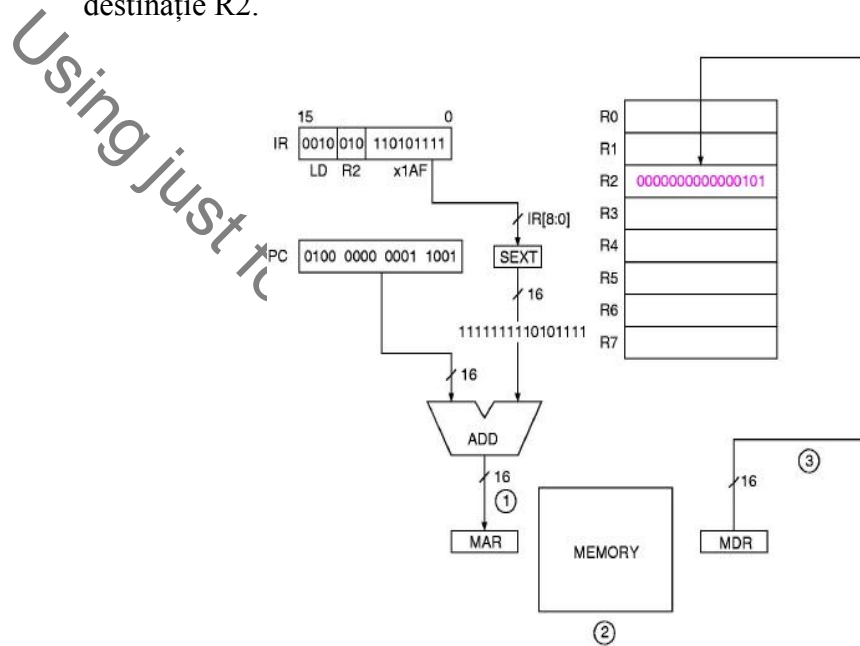 destinație R2.
Using just fo
15 0
IR 0010 010 110101111
LD R2 x1AF
IR[8:0]
PC 0100 0000 0001 1001
SEXT
16
1111111110101111
16
ADD
16
1
MAR
R0
R1
R2 0000000000000101
R3
R4
R5
R6
R7
MEMORY
2
3
16
MDR